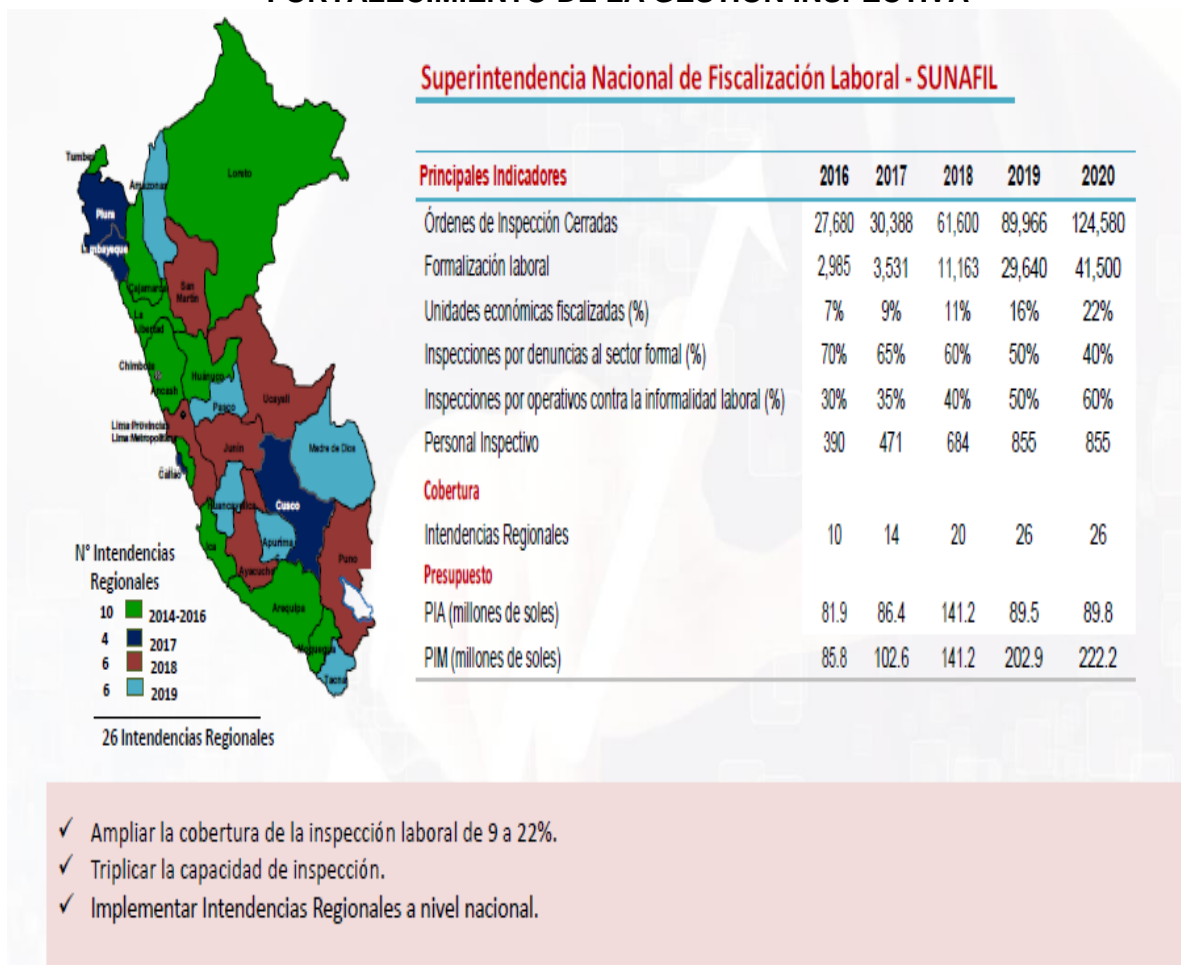 FORTALECIMIENTO DE LA GESTIÓN INSPECTIVA
Superintendencia Nacional de Fiscalización Laboral - SUNAFIL
Principales Indicadores 2016 2017 2018 2019 2020
Órdenes de Inspección Cerradas 27,680 30,388 61,600 89,966 124,580
Formalización laboral 2,985 3,531 11,163 29,640 41,500
Unidades económicas fiscalizadas (%) 7% 9% 11% 16% 22%
Inspecciones por denuncias al sector formal (%) 70% 65% 60% 50% 40%
Inspecciones por operativos contra la informalidad laboral (%) 30% 35% 40% 50% 60%
Personal Inspectivo 390 471 684 855 855
Cobertura
Intendencias Regionales 10 14 20 26 26
Presupuesto
PIA (millones de soles) 81.9 86.4 141.2 89.5 89.8
PIM (millones de soles) 85.8 102.6 141.2 202.9 222.2
Tumbes
Amazonas
Loreto
Piura
Lambayeque
Cajamarca
San
Martín
La
Libertad
Chimbote
Ancash
Huánuco
Pasco
Ucayali
Lima Provincias
Lima Metropolitana
Junín
Madre de Dios
Callao
Huancavelica
Cusco
Ica
Apurímac
Ayacucho
Puno
Arequipa
Moquegua
Tacna
N° Intendencias
Regionales
10 2014-2016
4 2017
6 2018
6 2019
26 Intendencias Regionales
✓ Ampliar la cobertura de la inspección laboral de 9 a 22%.
✓ Triplicar la capacidad de inspección.
✓ Implementar Intendencias Regionales a nivel nacional.